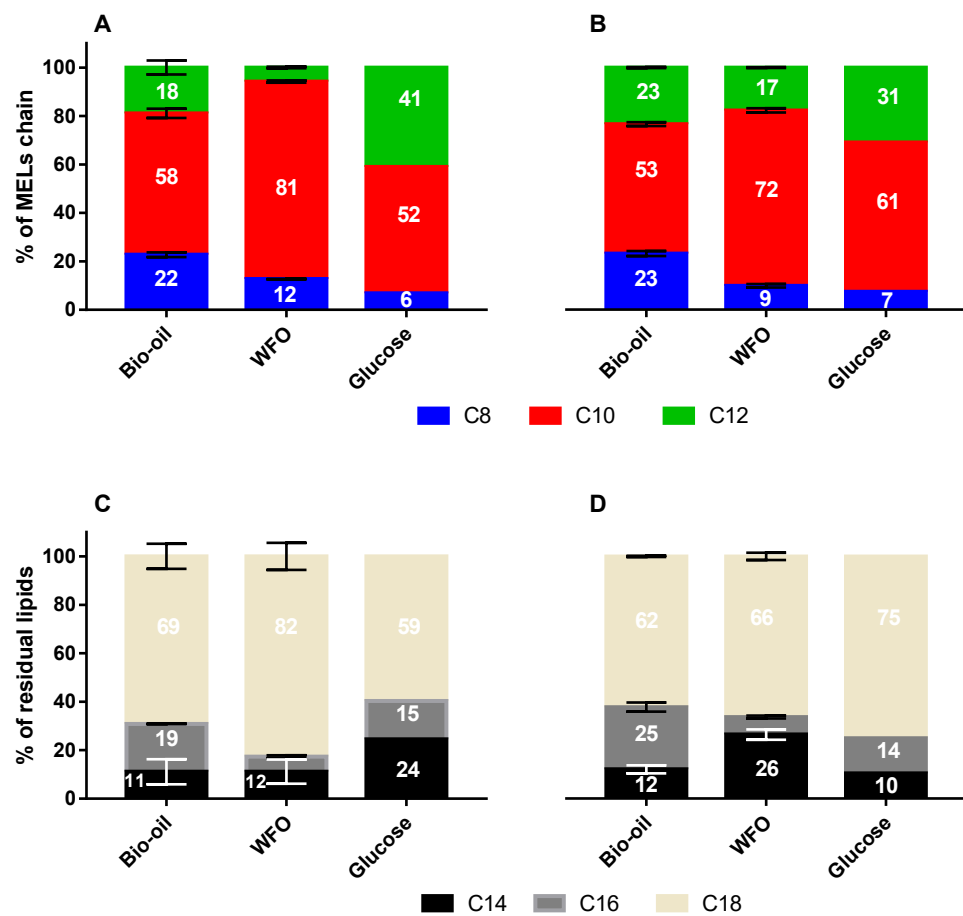 A
% of MELs chain
100
80
60
40
20
0
18
58
22
81
12
41
52
6
Bio-oil
WFO
Glucose
B
23
53
23
17
72
9
31
61
7
Bio-oil
WFO
Glucose
C8 C10 C12
C
% of residual lipids
100
80
60
40
20
0
69
19
11
82
12
59
15
24
Bio-oil
WFO
Glucose
D
62
25
12
66
26
75
14
10
Bio-oil
WFO
Glucose
C14 C16 C18